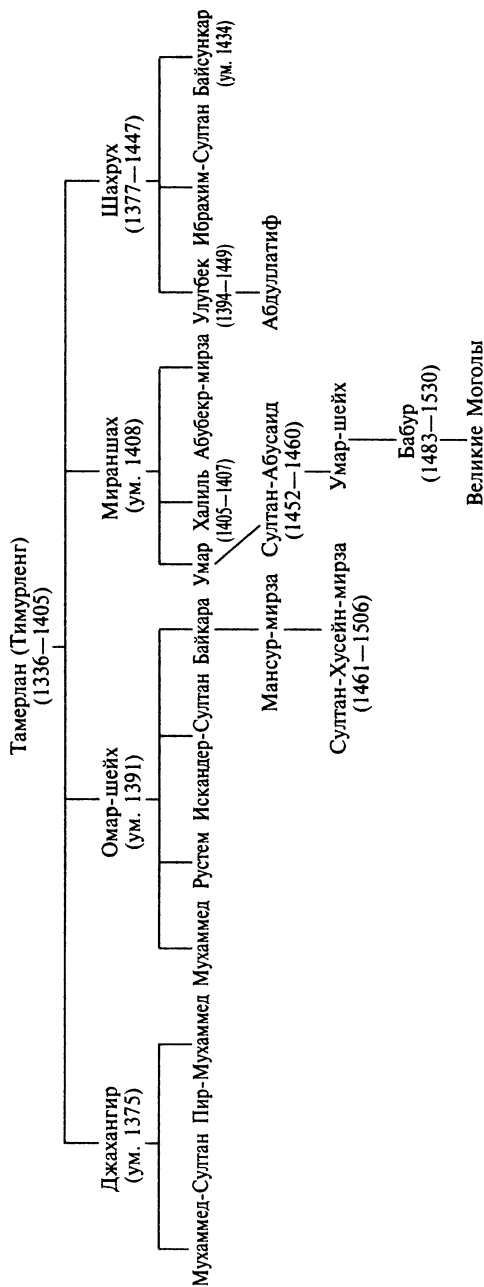 Тамерлан (Тимурленг)
(1336—1405)
Джахангир
(ум. 1375)
Омар-шейх
(ум. 1391)
Мираншах
(ум. 1408)
Шахрух
(1377—1447)
Мухаммед-Султан Пир-Мухаммед Мухаммед Рустем Искандер-Султан Байкара Умар Халиль Абубекр-мирза Улугбек Ибрахим-Султан Байсункар
(1405—1407)
(1394—1449)
(ум. 1434)
Мансур-мирза
Султан-Абусаид
(1452—1460)
Абдуллатиф
Султан-Хусейн-мирза
(1461—1506)
Умар-шейх
Бабур
(1483—1530)
Великие Моголы